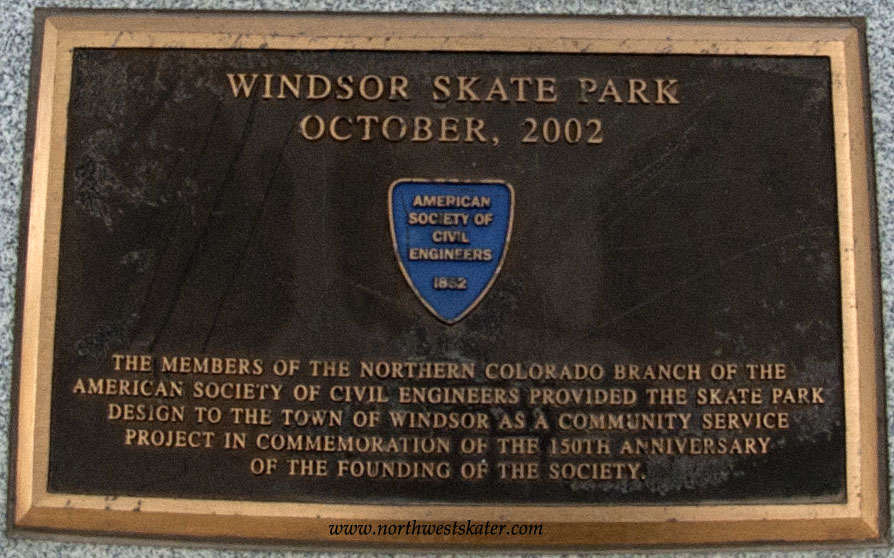 WINDSOR SKATE PARK
OCTOBER, 2002
AMERICAN
SOCIETY OF
CIVIL
ENGINEERS
1852
THE MEMBERS OF THE NORTHERN COLORADO BRANCH OF THE
AMERICAN SOCIETY OF CIVIL ENGINEERS PROVIDED THE SKATE PARK
DESIGN TO THE TOWN OF WINDSOR AS A COMMUNITY SERVICE
PROJECT IN COMMEMORATION OF THE 150TH ANNIVERSARY
OF THE FOUNDING OF THE SOCIETY.
www.northwestskater.com